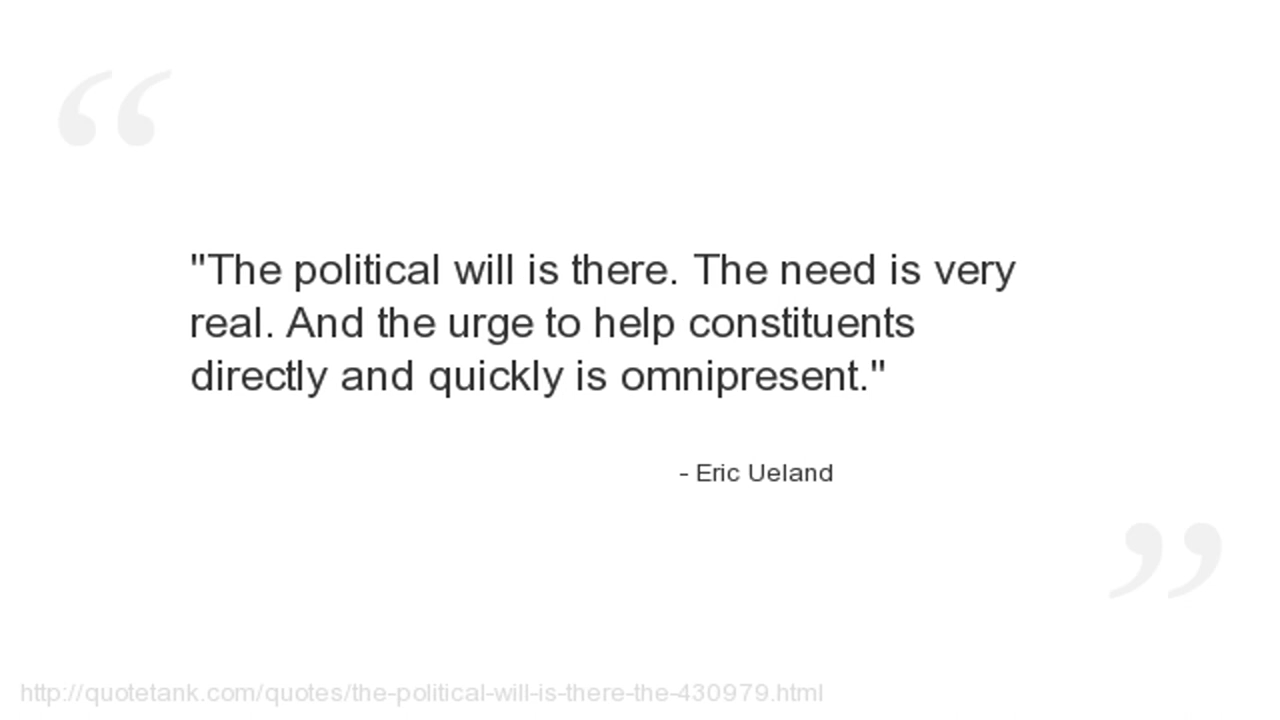 "The political will is there. The need is very
real. And the urge to help constituents
directly and quickly is omnipresent."
- Eric Ueland
http://quotetank.com/quotes/the-political-will-is-there-the-430979.html